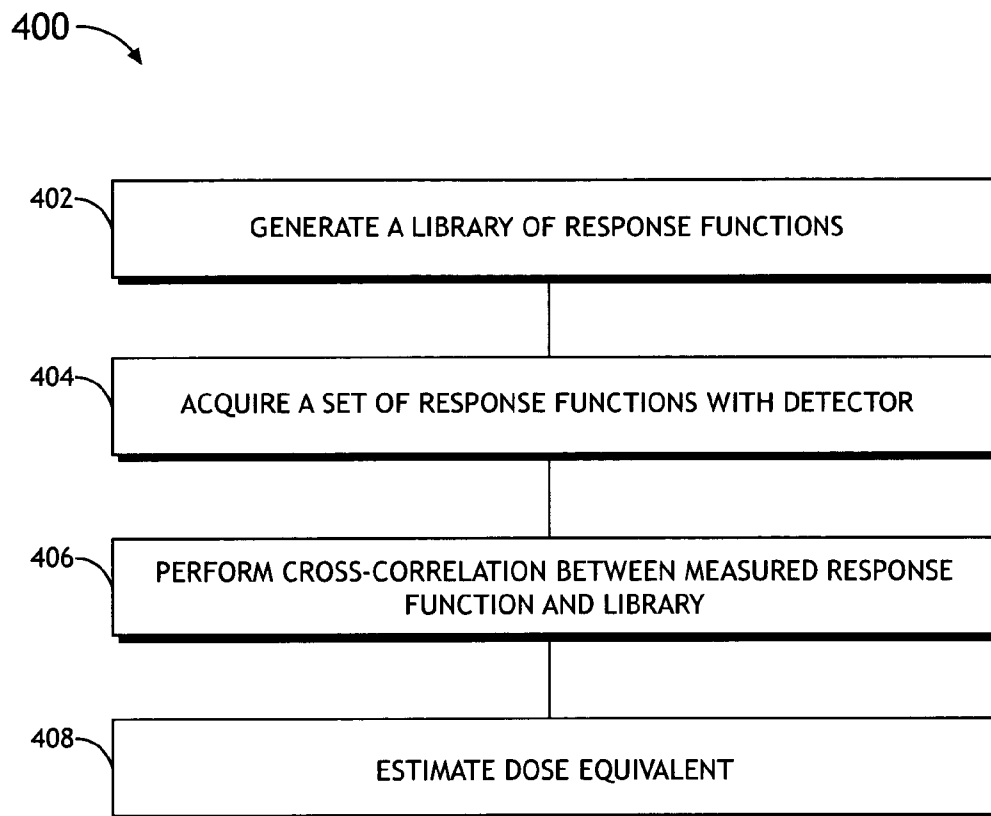 400
402
GENERATE A LIBRARY OF RESPONSE FUNCTIONS
404
ACQUIRE A SET OF RESPONSE FUNCTIONS WITH DETECTOR
406
PERFORM CROSS-CORRELATION BETWEEN MEASURED RESPONSE
FUNCTION AND LIBRARY
408
ESTIMATE DOSE EQUIVALENT